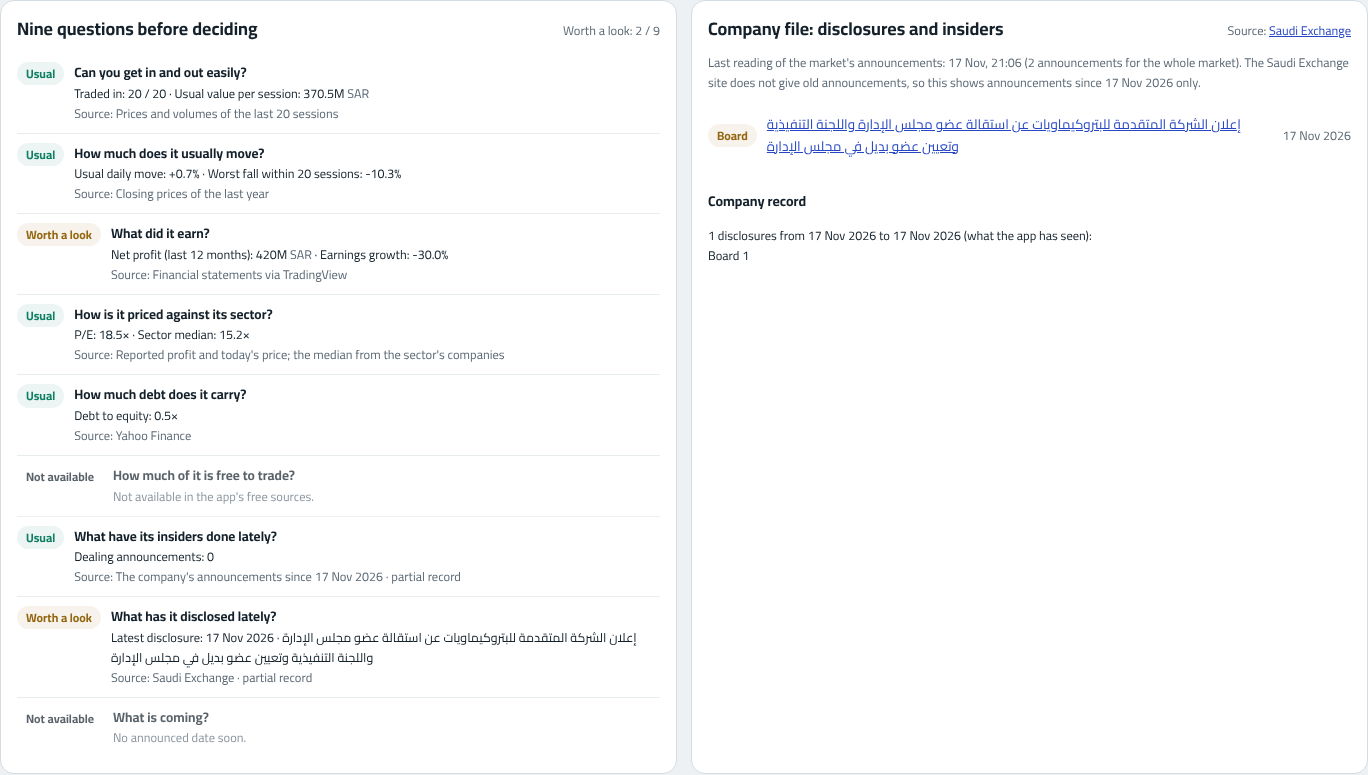 Nine questions before deciding
Worth a look: 2 / 9
Usual
Can you get in and out easily?
Traded in: 20 / 20 · Usual value per session: 370.5M SAR
Source: Prices and volumes of the last 20 sessions
Usual
How much does it usually move?
Usual daily move: +0.7% · Worst fall within 20 sessions: -10.3%
Source: Closing prices of the last year
Worth a look
What did it earn?
Net profit (last 12 months): 420M SAR · Earnings growth: -30.0%
Source: Financial statements via TradingView
Usual
How is it priced against its sector?
P/E: 18.5× · Sector median: 15.2×
Source: Reported profit and today's price; the median from the sector's companies
Usual
How much debt does it carry?
Debt to equity: 0.5×
Source: Yahoo Finance
Not available
How much of it is free to trade?
Not available in the app's free sources.
Usual
What have its insiders done lately?
Dealing announcements: 0
Source: The company's announcements since 17 Nov 2026 · partial record
Worth a look
What has it disclosed lately?
Latest disclosure: 17 Nov 2026 · إعلان الشركة المتقدمة للبتروكيماويات عن استقالة عضو مجلس الإدارة
واللجنة التنفيذية وتعيين عضو بديل في مجلس الإدارة
Source: Saudi Exchange · partial record
Not available
What is coming?
No announced date soon.
Company file: disclosures and insiders
Source: Saudi Exchange
Last reading of the market's announcements: 17 Nov, 21:06 (2 announcements for the whole market). The Saudi Exchange
site does not give old announcements, so this shows announcements since 17 Nov 2026 only.
Board
إعلان الشركة المتقدمة للبتروكيماويات عن استقالة عضو مجلس الإدارة واللجنة التنفيذية
وتعيين عضو بديل في مجلس الإدارة
17 Nov 2026
Company record
1 disclosures from 17 Nov 2026 to 17 Nov 2026 (what the app has seen):
Board 1